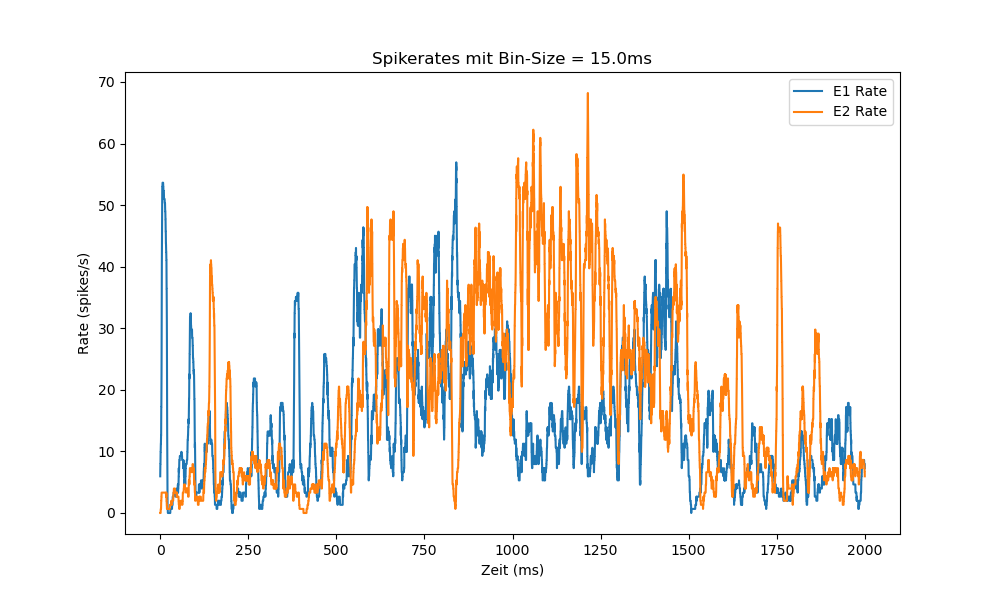 Spikerates mit Bin-Size = 15.0ms
E1 Rate
E2 Rate
Rate (spikes/s)
70
60
50
40
30
20
10
0
0 250 500 750 1000 1250 1500 1750 2000
Zeit (ms)